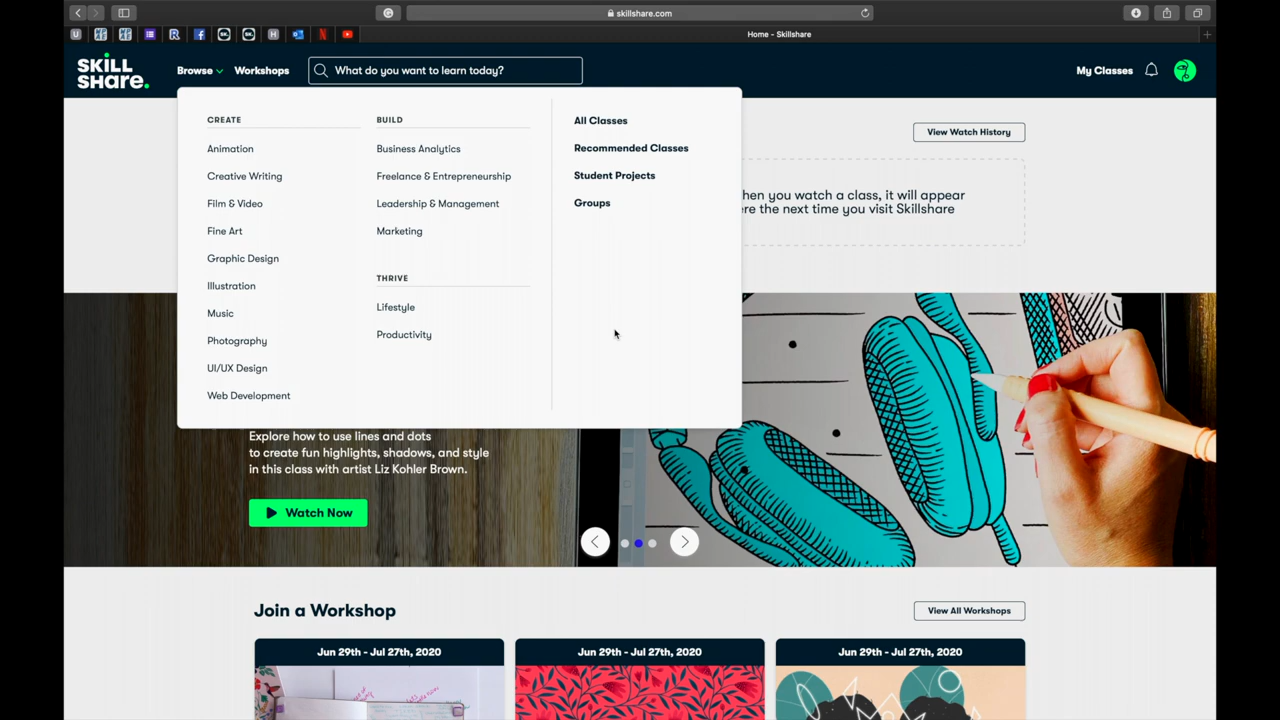 skillshare.com
Home - Skillshare
SKILL
SHARE.
Browse
Workshops
What do you want to learn today?
My Classes
CREATE
Animation
Creative Writing
Film & Video
Fine Art
Graphic Design
Illustration
Music
Photography
UI/UX Design
Web Development
BUILD
Business Analytics
Freelance & Entrepreneurship
Leadership & Management
Marketing
THRIVE
Lifestyle
Productivity
All Classes
Recommended Classes
Student Projects
Groups
View Watch History
you watch a class, it will appear
the next time you visit Skillshare
Explore how to use lines and dots
to create fun highlights, shadows, and style
in this class with artist Liz Kohler Brown.
Watch Now
Join a Workshop
View All Workshops
Jun 29th - Jul 27th, 2020
Jun 29th - Jul 27th, 2020
Jun 29th - Jul 27th, 2020